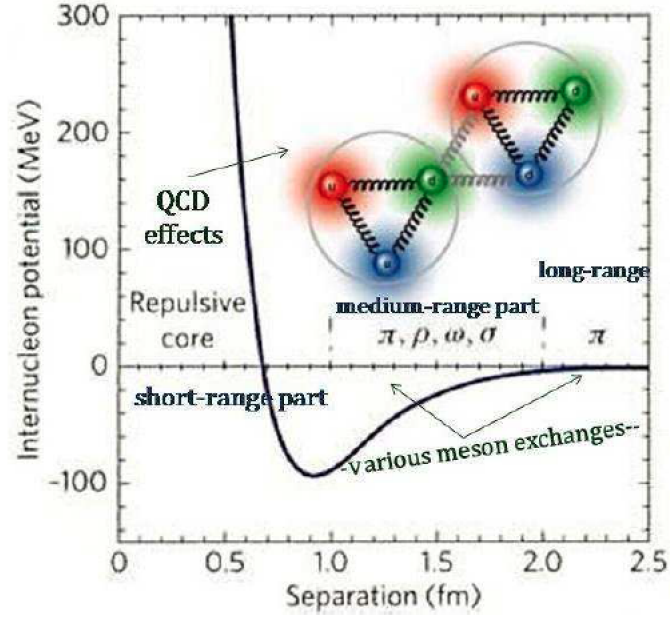 300
200
100
0
-100
Internucleon potential (MeV)
QCD
effects
Repulsive
core
short-range part
u
d
u
u
d
d
long-range
medium-range part
π, ρ, ω, σ
π
-various meson exchanges--
0
0.5
1.0
1.5
2.0
2.5
Separation (fm)